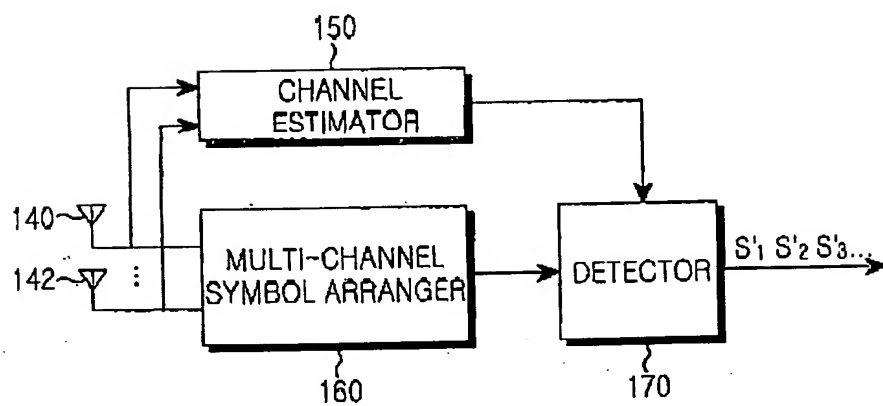 150
CHANNEL
ESTIMATOR
140
142
MULTI-CHANNEL
SYMBOL ARRANGER
DETECTOR
S'1 S'2 S'3...
160
170